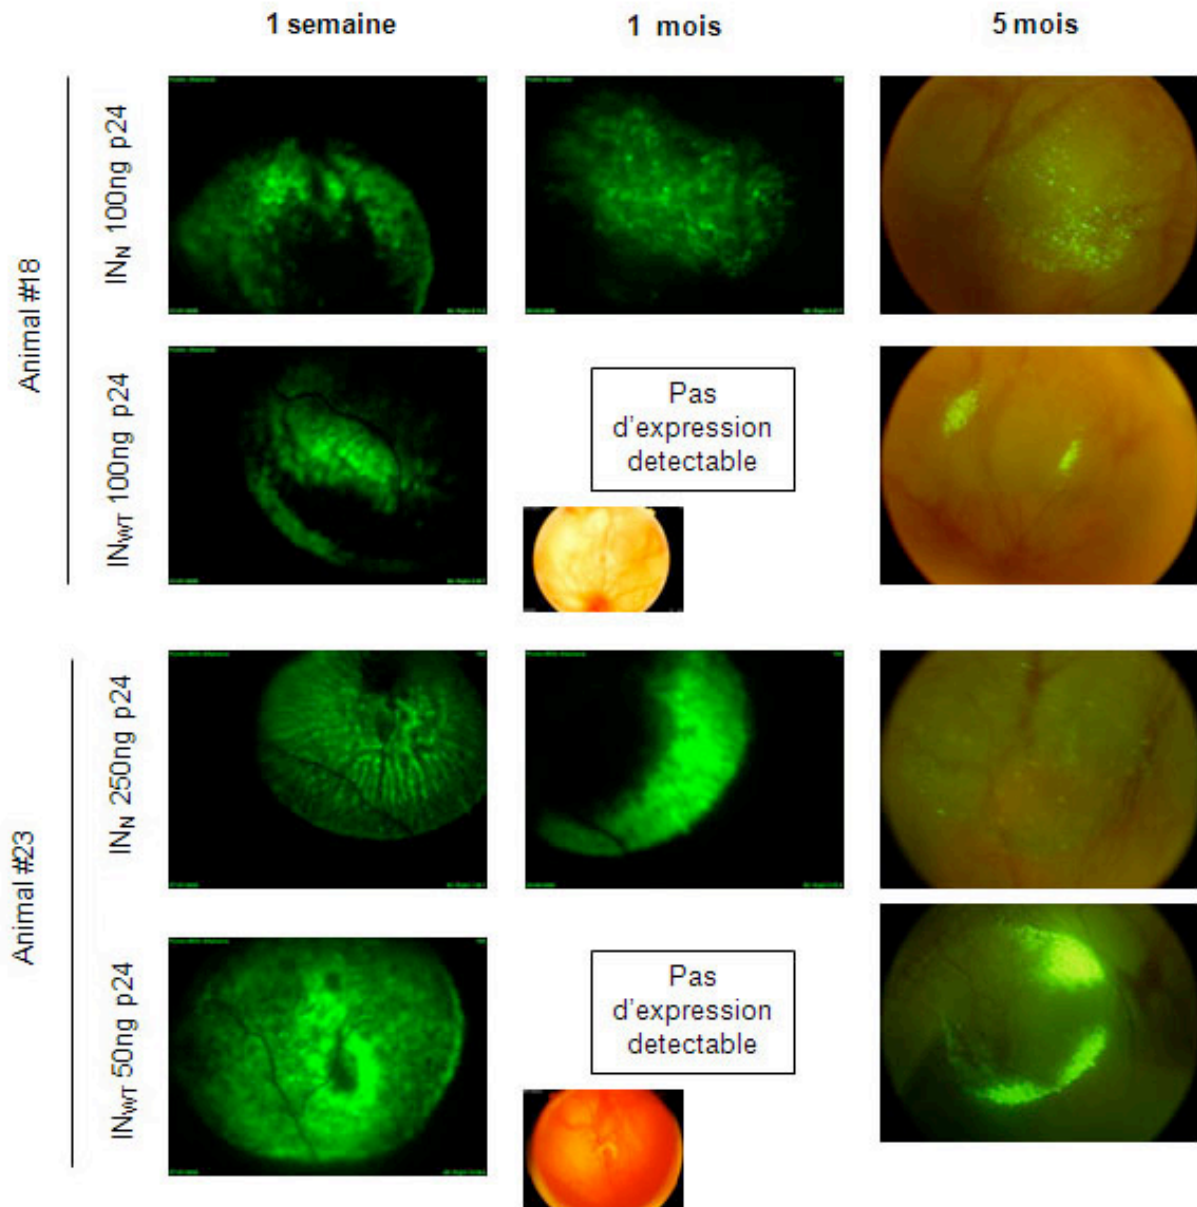 1 semaine
1 mois
5 mois
Animal #18
IN_N 100ng p24
IN_WT 100ng p24
Pas
d'expression
detectable
Animal #23
IN_N 250ng p24
IN_WT 50ng p24
Pas
d'expression
detectable